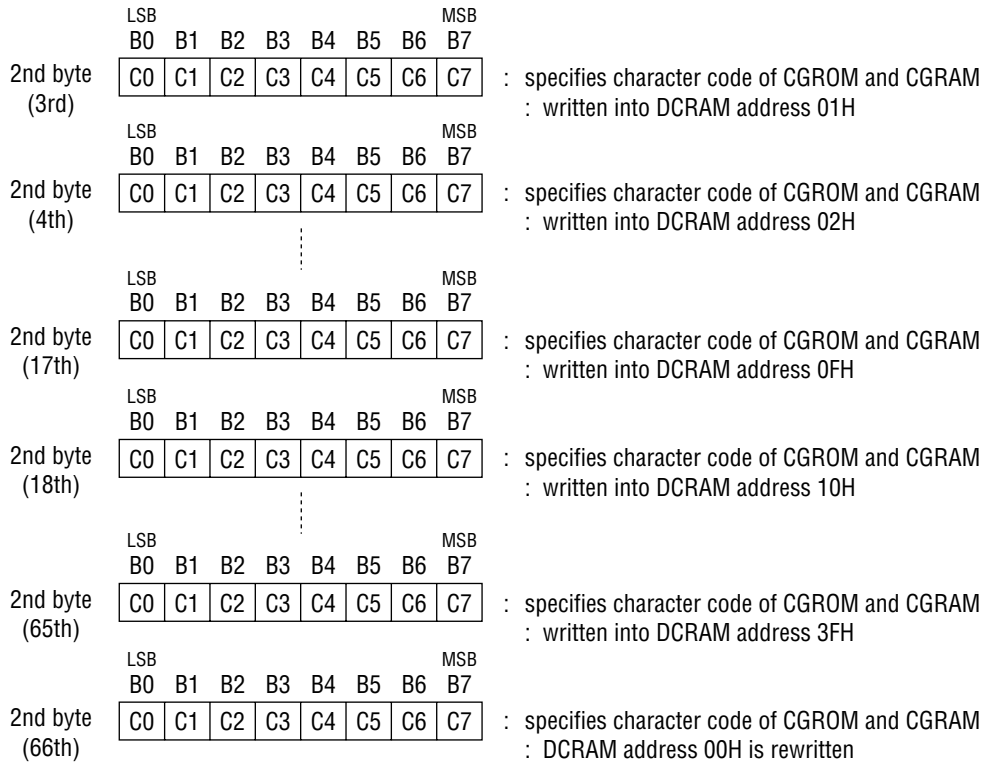 LSB MSB
B0 B1 B2 B3 B4 B5 B6 B7
2nd byte C0 C1 C2 C3 C4 C5 C6 C7 : specifies character code of CGROM and CGRAM
(3rd) : written into DCRAM address 01H
LSB MSB
B0 B1 B2 B3 B4 B5 B6 B7
2nd byte C0 C1 C2 C3 C4 C5 C6 C7 : specifies character code of CGROM and CGRAM
(4th) : written into DCRAM address 02H
LSB MSB
B0 B1 B2 B3 B4 B5 B6 B7
2nd byte C0 C1 C2 C3 C4 C5 C6 C7 : specifies character code of CGROM and CGRAM
(17th) : written into DCRAM address 0FH
LSB MSB
B0 B1 B2 B3 B4 B5 B6 B7
2nd byte C0 C1 C2 C3 C4 C5 C6 C7 : specifies character code of CGROM and CGRAM
(18th) : written into DCRAM address 10H
LSB MSB
B0 B1 B2 B3 B4 B5 B6 B7
2nd byte C0 C1 C2 C3 C4 C5 C6 C7 : specifies character code of CGROM and CGRAM
(65th) : written into DCRAM address 3FH
LSB MSB
B0 B1 B2 B3 B4 B5 B6 B7
2nd byte C0 C1 C2 C3 C4 C5 C6 C7 : specifies character code of CGROM and CGRAM
(66th) : DCRAM address 00H is rewritten